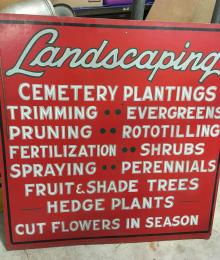 Landscaping
CEMETERY PLANTINGS
TRIMMING •• EVERGREENS
PRUNING •• ROTOTILLING
FERTILIZATION •• SHRUBS
SPRAYING •• PERENNIALS
FRUIT & SHADE TREES
HEDGE PLANTS
CUT FLOWERS IN SEASON